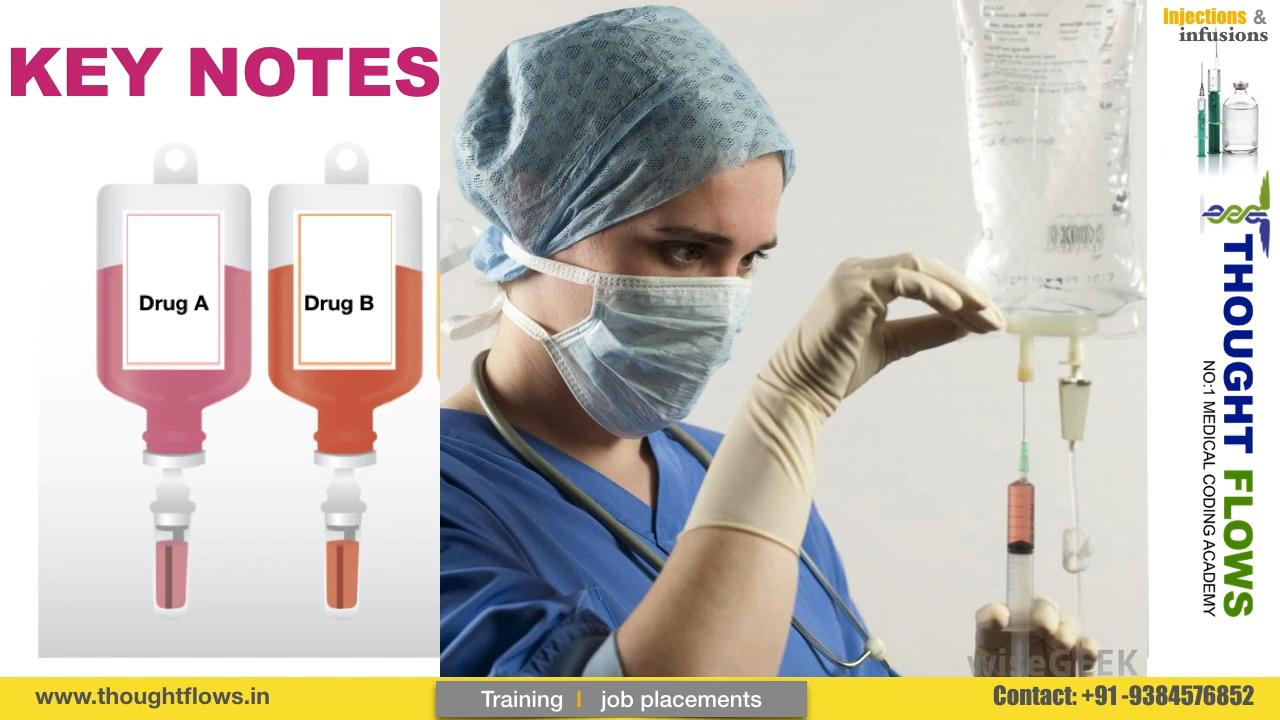 KEY NOTES
Drug A
Drug B
Injections &
infusions
THOUGHT FLOWS
NO:1 MEDICAL CODING ACADEMY
wiseGEEK
www.thoughtflows.in
Training | job placements
Contact: +91 -9384576852